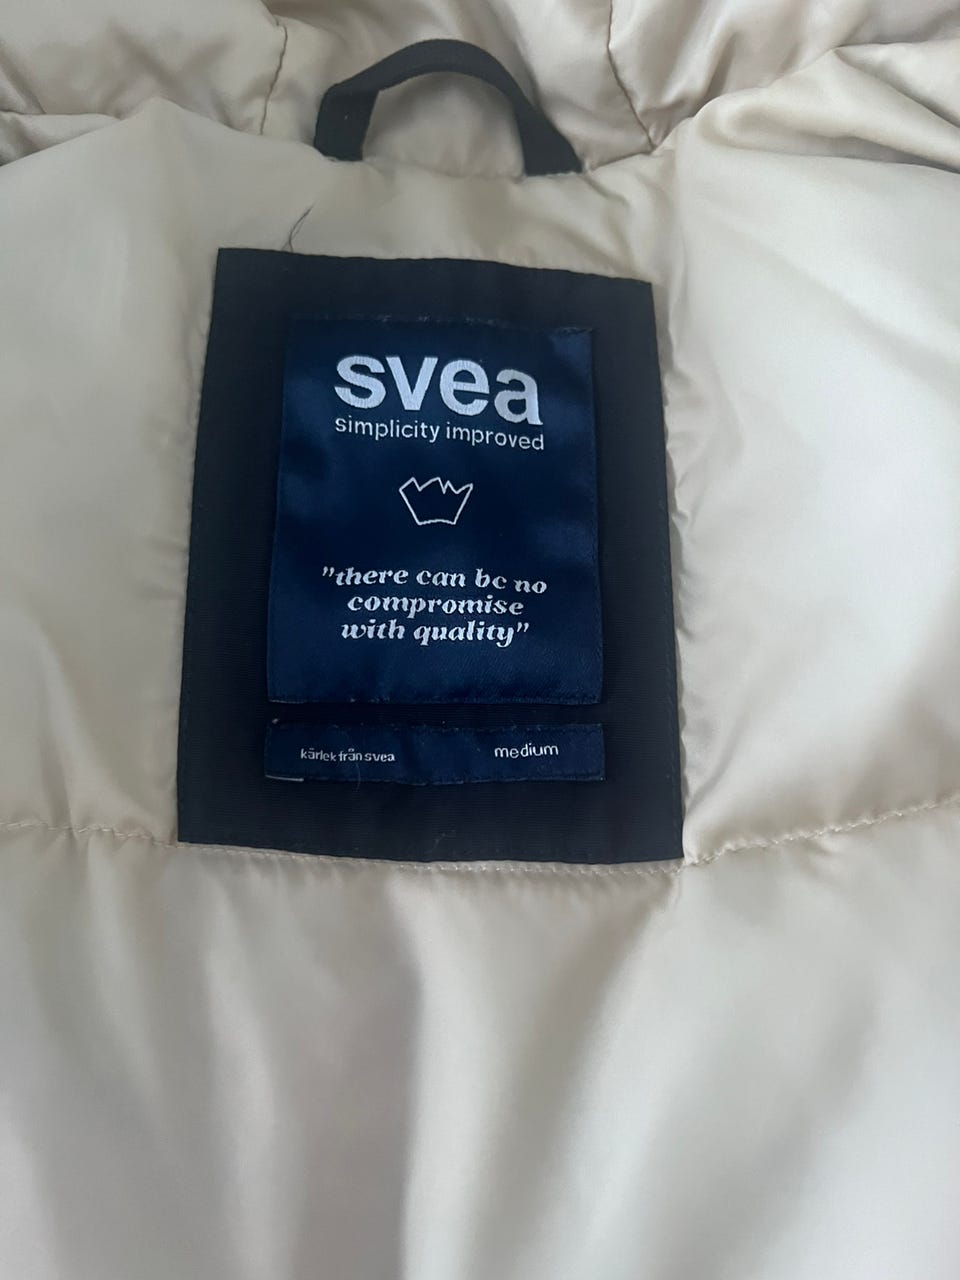 svea
simplicity improved
"there can be no
compromise
with quality"
kärlek från svea
medium